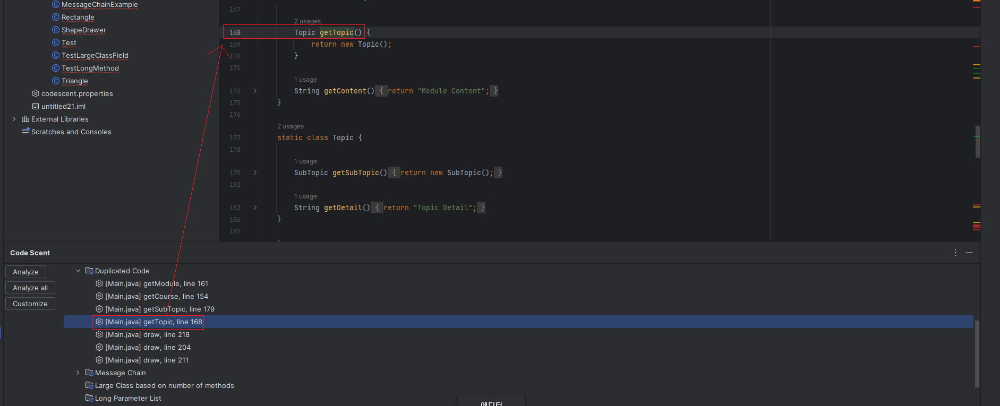 MessageChainExample
Rectangle
ShapeDrawer
Test
TestLargeClassField
TestLongMethod
Triangle
codescent.properties
untitled21.iml
External Libraries
Scratches and Consoles
167
2 usages
168 Topic getTopic() {
169 return new Topic();
170 }
171
1 usage
172 String getContent() { return "Module Content"; }
175 }
176
2 usages
177 static class Topic {
178
1 usage
179 SubTopic getSubTopic() { return new SubTopic(); }
182
1 usage
183 String getDetail() { return "Topic Detail"; }
186 }
187
Code Scent
Analyze
Analyze all
Customize
Duplicated Code
[Main.java] getModule, line 161
[Main.java] getCourse, line 154
[Main.java] getSubTopic, line 179
[Main.java] getTopic, line 168
[Main.java] draw, line 218
[Main.java] draw, line 204
[Main.java] draw, line 211
Message Chain
Large Class based on number of methods
Long Parameter List